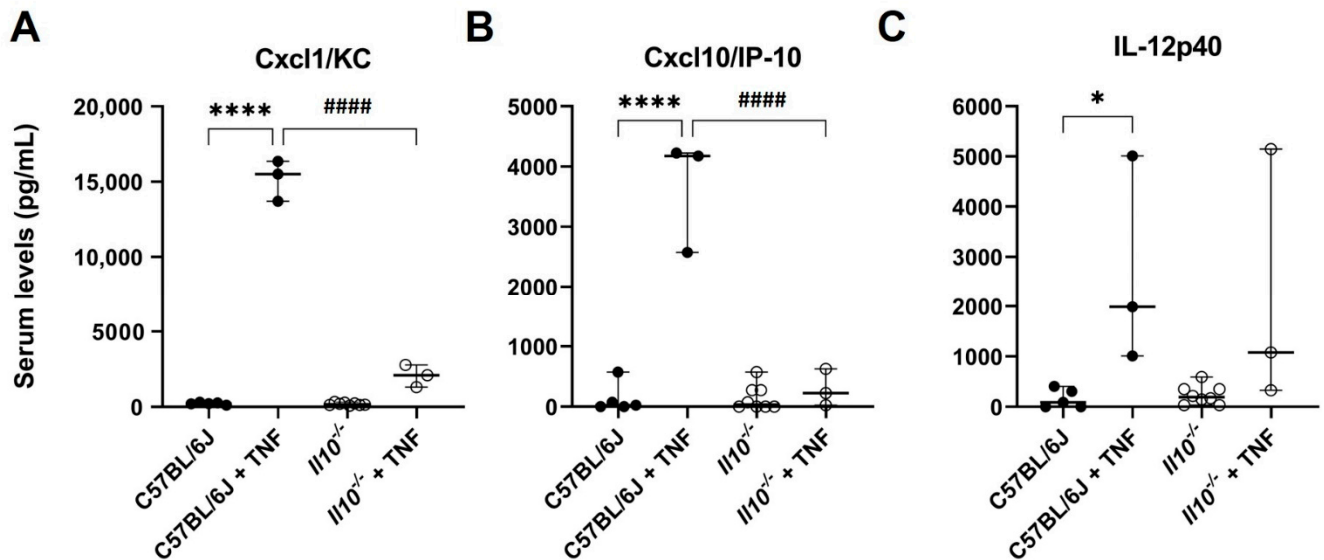 A
Cxcl1/KC
Serum levels (pg/mL)
20,000
15,000
10,000
5000
0
****
####
C57BL/6J
C57BL/6J + TNF
Il10-/-
Il10-/- + TNF
B
Cxcl10/IP-10
5000
4000
3000
2000
1000
0
****
####
C57BL/6J
C57BL/6J + TNF
Il10-/-
Il10-/- + TNF
C
IL-12p40
6000
5000
4000
3000
2000
1000
0
*
C57BL/6J
C57BL/6J + TNF
Il10-/-
Il10-/- + TNF